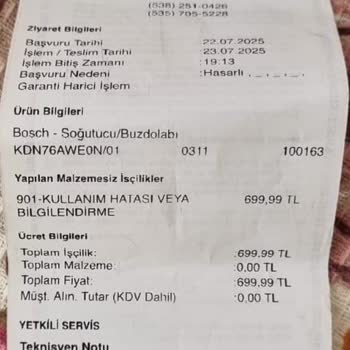 (538) 251-0426
(535) 705-5228
Ziyaret Bilgileri
Başvuru Tarihi :22.07.2025
İşlem / Teslim Tarihi :23.07.2025
İşlem Bitiş Zamanı :19:13
Başvuru Nedeni :Hasarlı _, _, _, _
Garanti Harici İşlem
Ürün Bilgileri
Bosch - Soğutucu/Buzdolabı
KDN76AWE0N/01 0311 100163
Yapılan Malzemesiz İşçilikler
901-KULLANIM HATASI VEYA 699,99 TL
BİLGİLENDİRME
Ücret Bilgileri
Toplam İşçilik: :699.99 TL
Toplam Malzeme: :0,00 TL
Toplam Fiyat: :699,99 TL
Müşt. Alın. Tutar (KDV Dahil) :0,00 TL
YETKİLİ SERVİS
Teknisyen Notu